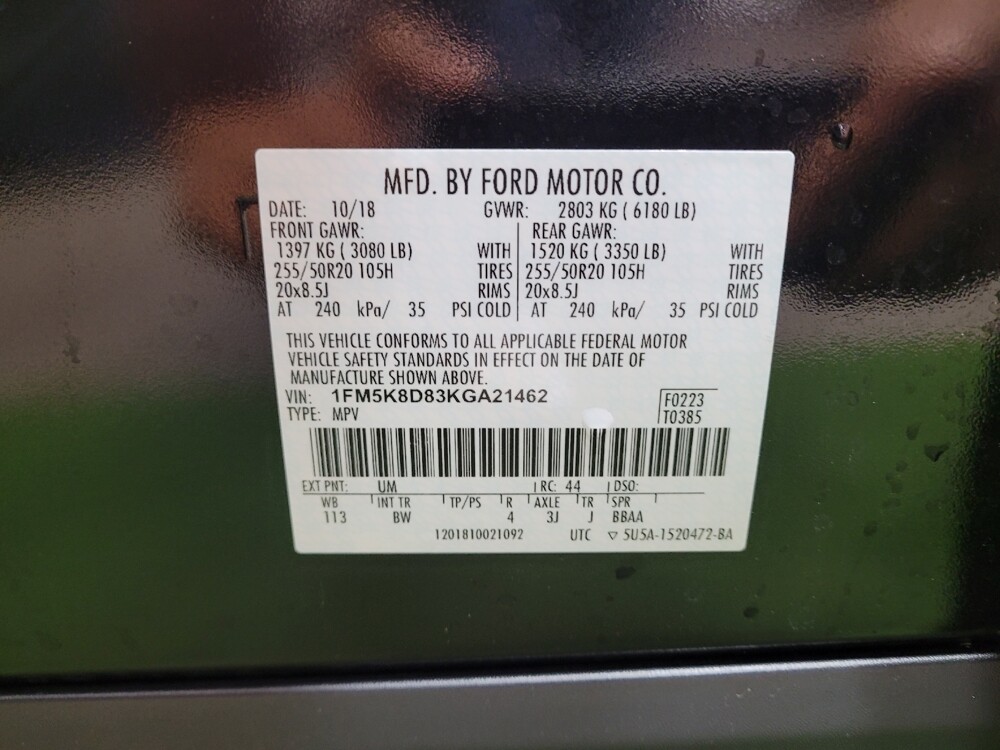 MFD. BY FORD MOTOR CO.
DATE: 10/18 GVWR: 2803 KG ( 6180 LB)
FRONT GAWR: REAR GAWR:
1397 KG ( 3080 LB) WITH 1520 KG ( 3350 LB) WITH
255/50R20 105H TIRES 255/50R20 105H TIRES
20x8.5J RIMS 20x8.5J RIMS
AT 240 kPa/ 35 PSI COLD AT 240 kPa/ 35 PSI COLD
THIS VEHICLE CONFORMS TO ALL APPLICABLE FEDERAL MOTOR
VEHICLE SAFETY STANDARDS IN EFFECT ON THE DATE OF
MANUFACTURE SHOWN ABOVE.
VIN: 1FM5K8D83KGA21462 F0223
TYPE: MPV T0385
EXT PNT: UM RC: 44 DSO:
WB INT TR TP/PS R AXLE TR SPR
113 BW 4 3J J BBAA
1201810021092 UTC ▽ 5U5A-1520472-BA